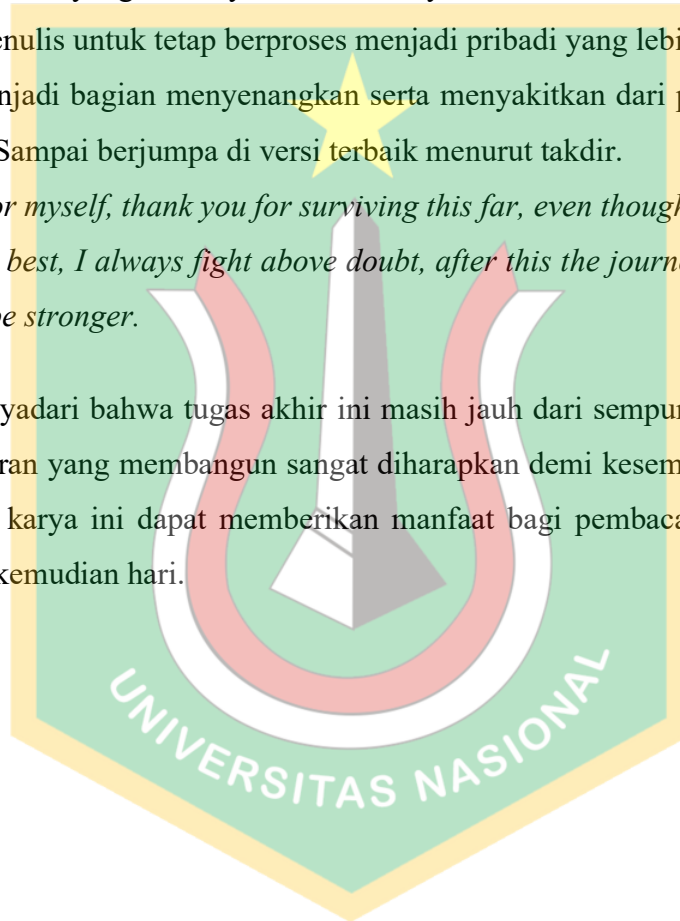 enulis untuk tetap berproses menjadi pribadi yang lebi
njadi bagian menyenangkan serta menyakitkan dari p
Sampai berjumpa di versi terbaik menurut takdir.
or myself, thank you for surviving this far, even though
best, I always fight above doubt, after this the journe
be stronger.
yadari bahwa tugas akhir ini masih jauh dari sempur
ran yang membangun sangat diharapkan demi kesem
karya ini dapat memberikan manfaat bagi pembaca
kemudian hari.
UNIVERSITAS NASIONAL